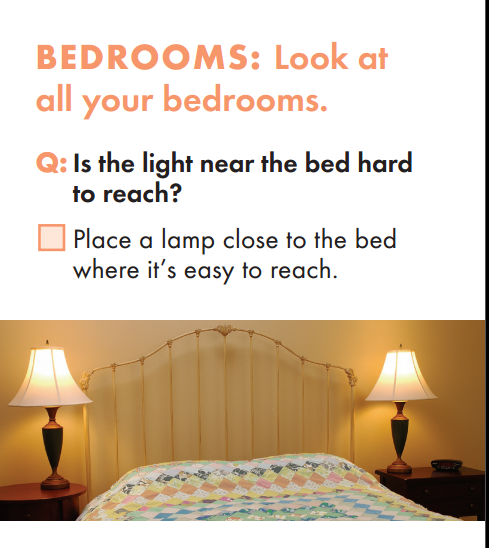 BEDROOMS: Look at
all your bedrooms.
Q: Is the light near the bed hard
to reach?
Place a lamp close to the bed
where it’s easy to reach.